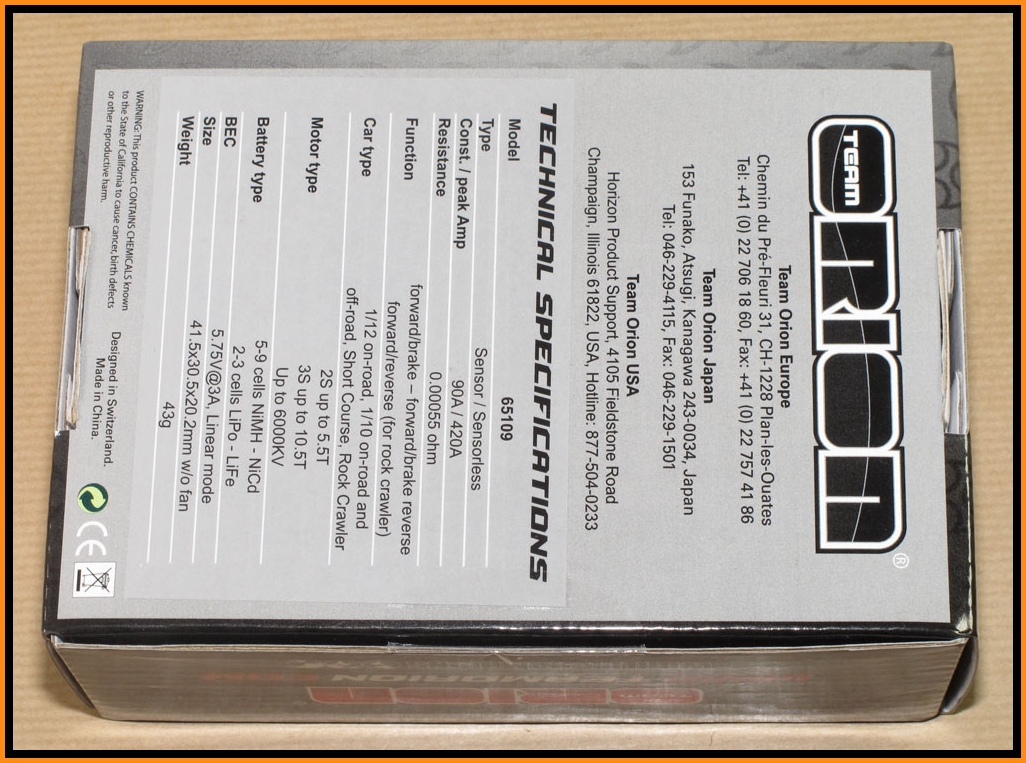 TEAM
ORION®
Team Orion Europe
Chemin du Pré-Fleuri 31, CH-1228 Plan-les-Ouates
Tel: +41 (0) 22 706 18 60, Fax: +41 (0) 22 757 41 86
Team Orion Japan
153 Funako, Atsugi, Kanagawa 243-0034, Japan
Tel: 046-229-4115, Fax: 046-229-1501
Team Orion USA
Horizon Product Support, 4105 Fieldstone Road
Champaign, Illinois 61822, USA, Hotline: 877-504-0233
TECHNICAL SPECIFICATIONS
Model 65109
Type Sensor / Sensorless
Const. / peak Amp 90A / 420A
Resistance 0.00055 ohm
Function forward/brake – forward/brake reverse
forward/reverse (for rock crawler)
Car type 1/12 on-road, 1/10 on-road and
off-road, Short Course, Rock Crawler
Motor type 2S up to 5.5T
3S up to 10.5T
Up to 6000KV
Battery type 5-9 cells NiMH - NiCd
2-3 cells LiPo - LiFe
BEC 5.75V@3A, Linear mode
Size 41.5x30.5x20.2mm w/o fan
Weight 43g
WARNING: This product CONTAINS CHEMICALS known
to the State of California to cause cancer, birth defects
or other reproductive harm.
Designed in Switzerland.
Made in China.
CE
TEAMORION